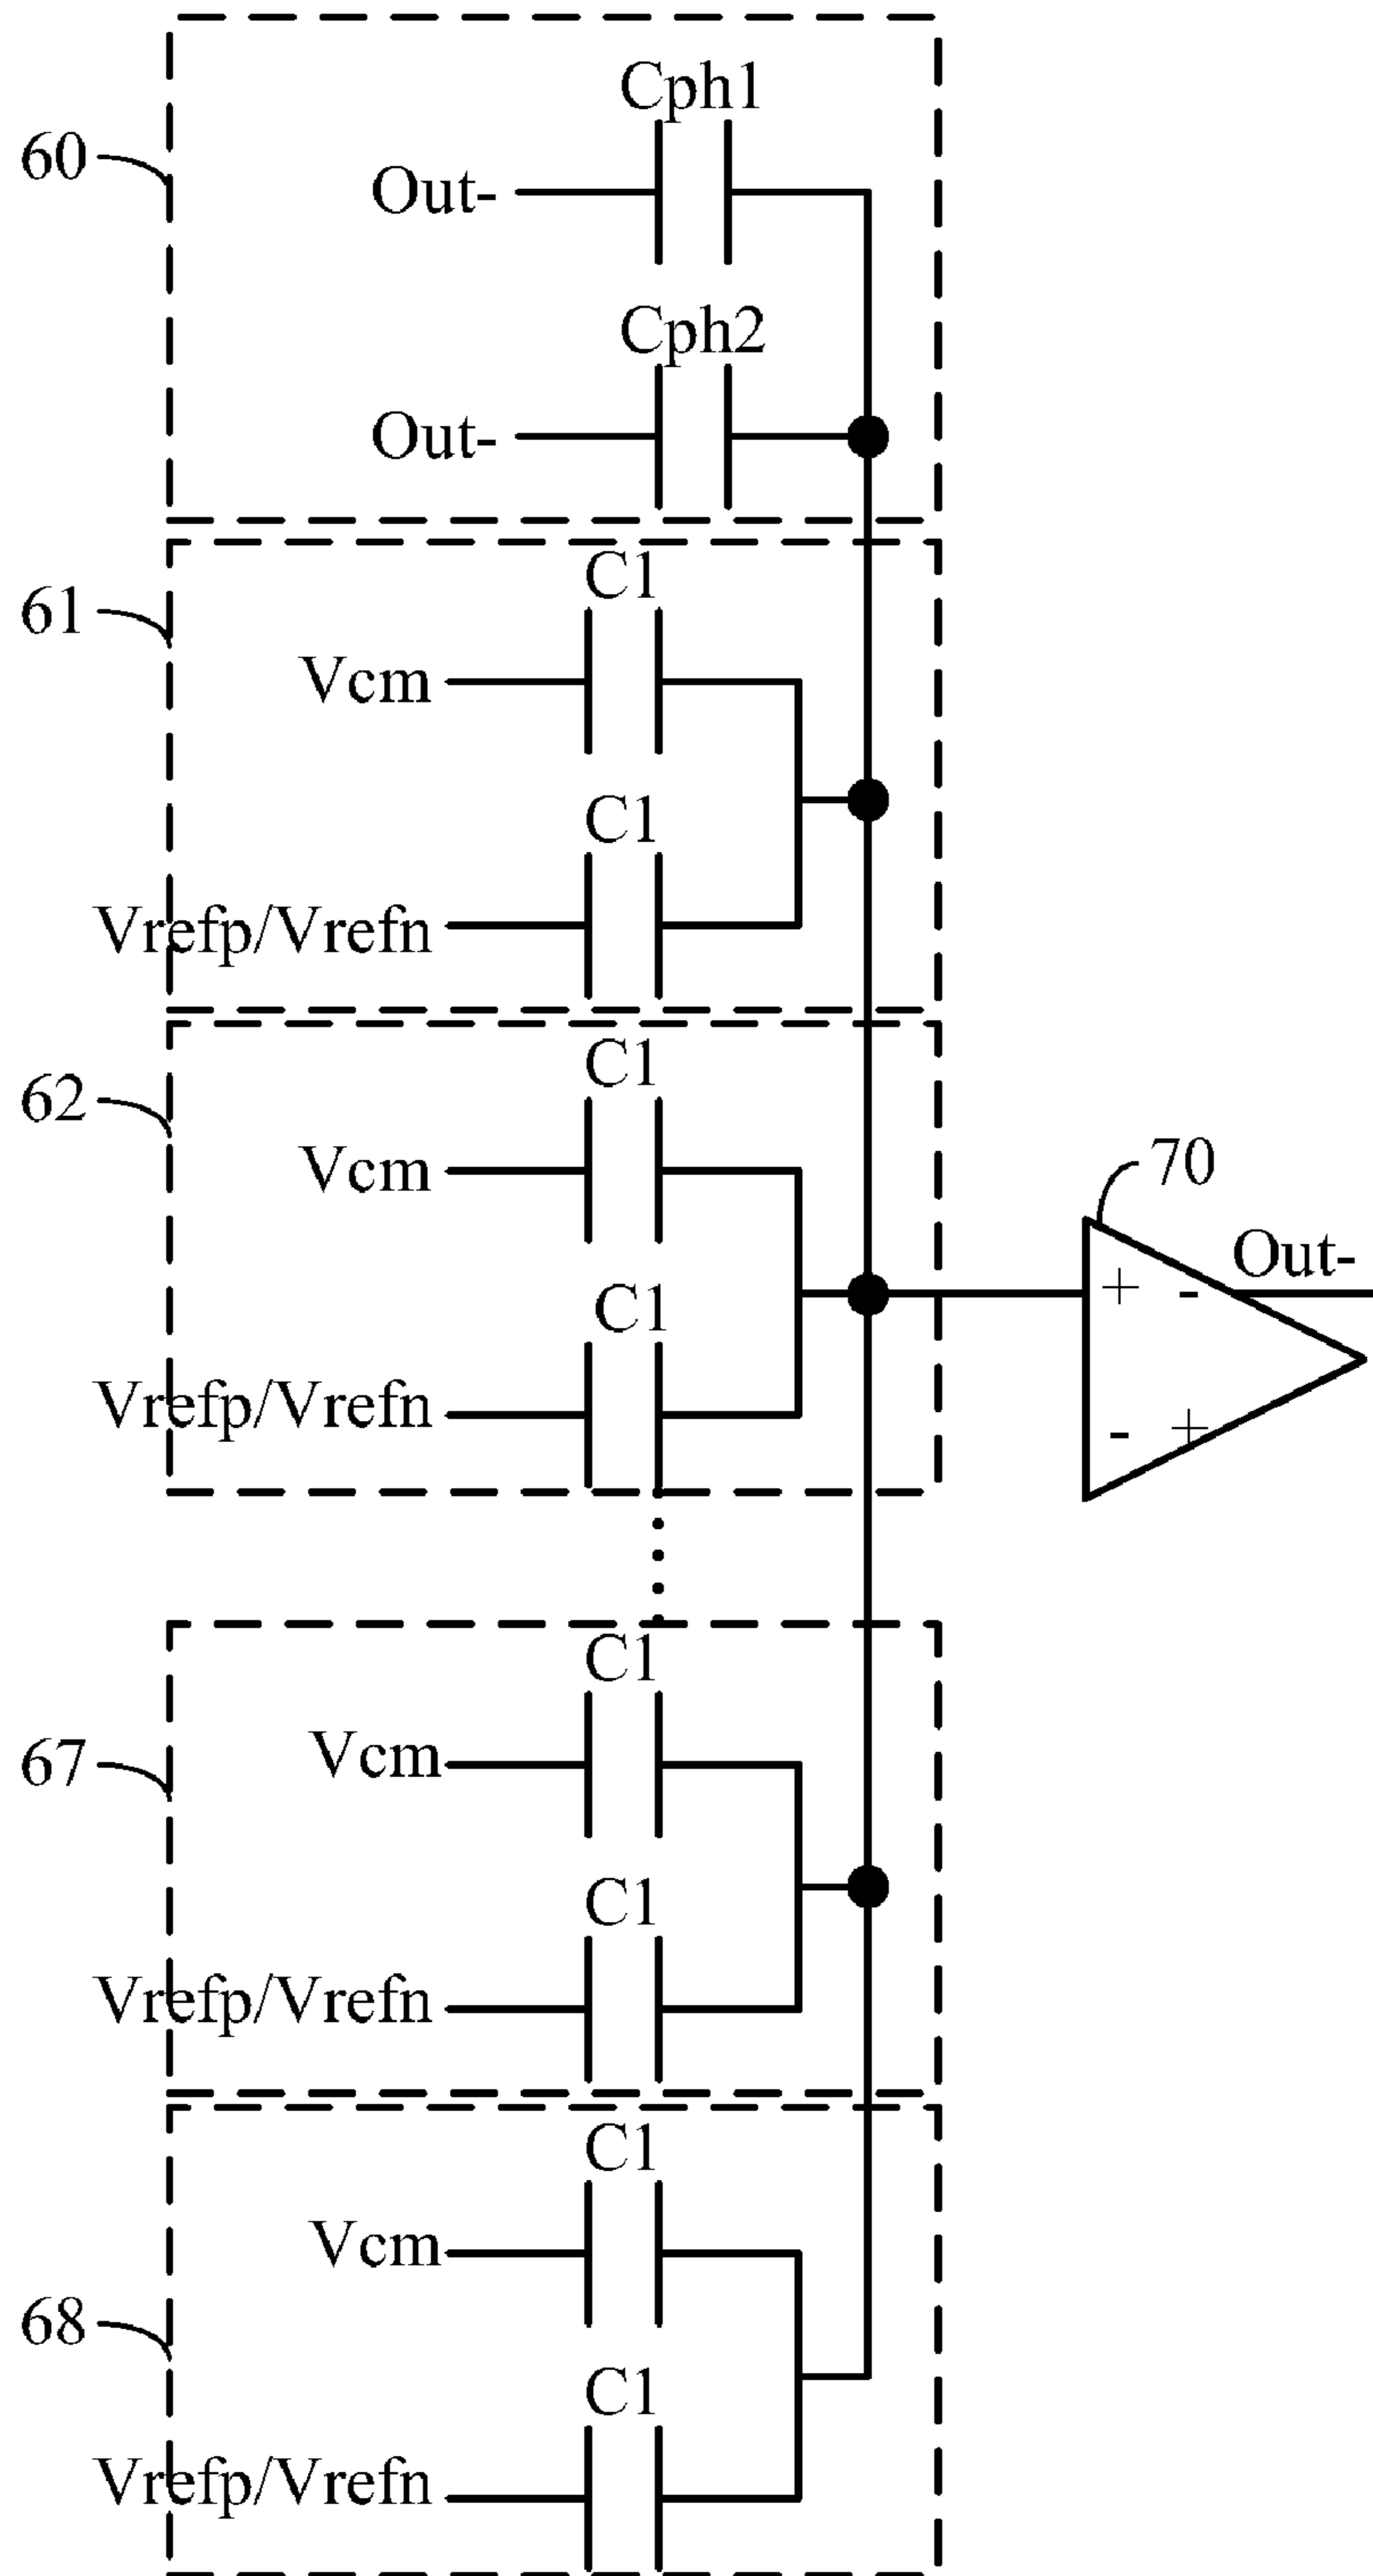 Cph1
60
Out-
Cph2
Out-
C1
61
Vcm
C1
Vrefp/Vrefn
C1
62
Vcm
70
Out-
+ -
C1
Vrefp/Vrefn
- +
C1
67
Vcm
C1
Vrefp/Vrefn
C1
Vcm
68
C1
Vrefp/Vrefn